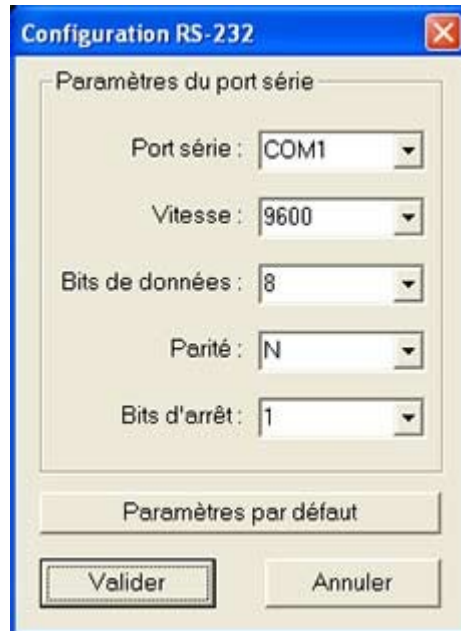 Configuration RS-232
Paramètres du port série
Port série : COM1
Vitesse : 9600
Bits de données : 8
Parité : N
Bits d'arrêt : 1
Paramètres par défaut
Valider Annuler